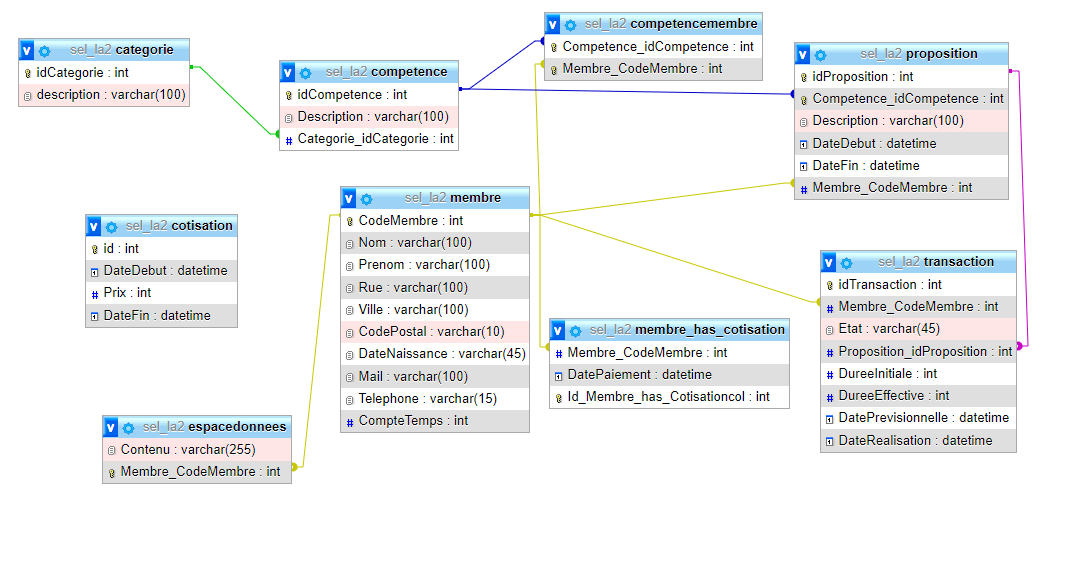 v sel_la2 categorie
idCategorie : int
description : varchar(100)
v sel_la2 competence
idCompetence : int
Description : varchar(100)
# Categorie_idCategorie : int
v sel_la2 competencemembre
Competence_idCompetence : int
Membre_CodeMembre : int
v sel_la2 proposition
idProposition : int
Competence_idCompetence : int
Description : varchar(100)
DateDebut : datetime
DateFin : datetime
# Membre_CodeMembre : int
v sel_la2 cotisation
id : int
DateDebut : datetime
# Prix : int
DateFin : datetime
v sel_la2 membre
CodeMembre : int
Nom : varchar(100)
Prenom : varchar(100)
Rue : varchar(100)
Ville : varchar(100)
CodePostal : varchar(10)
DateNaissance : varchar(45)
Mail : varchar(100)
Telephone : varchar(15)
# CompteTemps : int
v sel_la2 membre_has_cotisation
# Membre_CodeMembre : int
DatePaiement : datetime
Id_Membre_has_Cotisationcol : int
v sel_la2 transaction
idTransaction : int
# Membre_CodeMembre : int
Etat : varchar(45)
# Proposition_idProposition : int
# DureeInitiale : int
# DureeEffective : int
DatePrevisionnelle : datetime
DateRealisation : datetime
v sel_la2 espacedonnees
Contenu : varchar(255)
Membre_CodeMembre : int